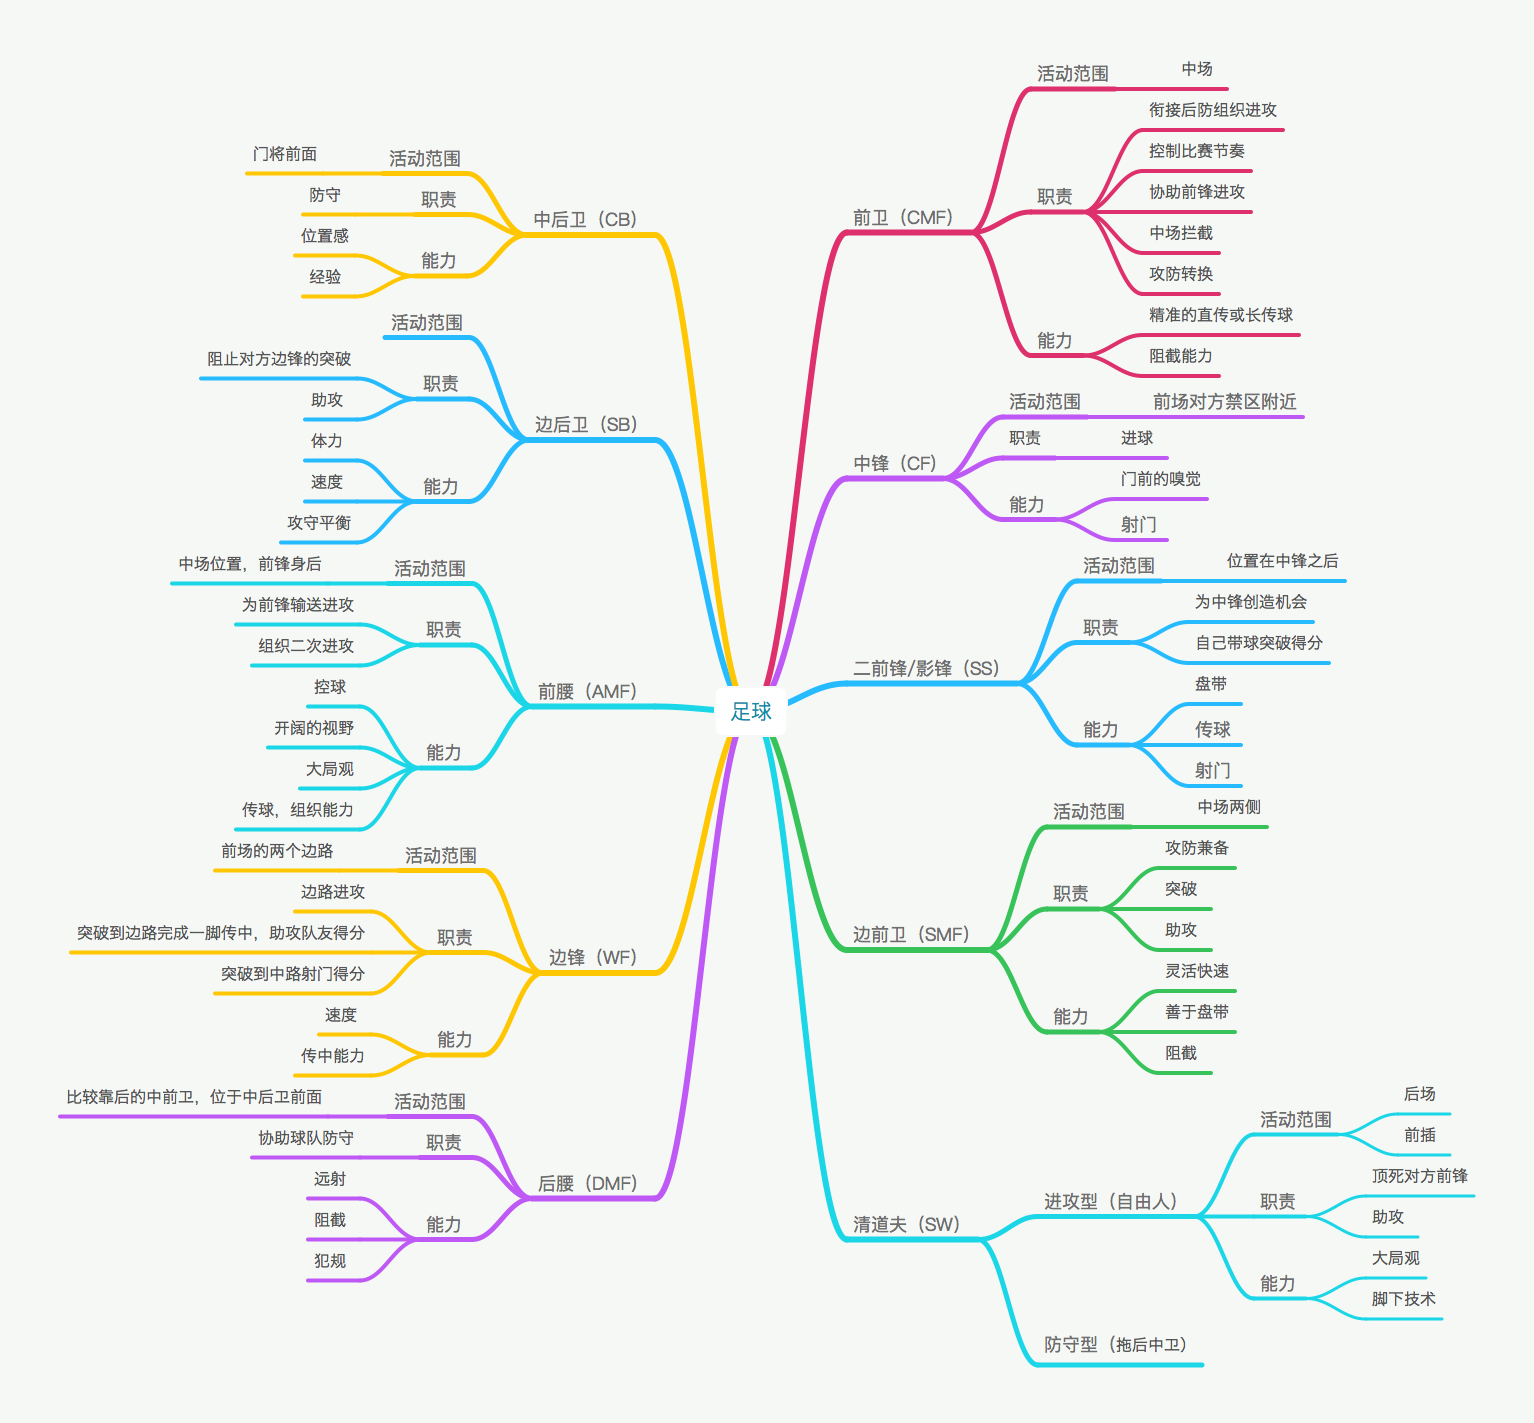 足球
前卫（CMF）
活动范围
中场
职责
衔接后防组织进攻
控制比赛节奏
协助前锋进攻
中场拦截
攻防转换
能力
精准的直传或长传球
阻截能力
中锋（CF）
活动范围
前场对方禁区附近
职责
进球
能力
门前的嗅觉
射门
二前锋/影锋（SS）
活动范围
位置在中锋之后
职责
为中锋创造机会
自己带球突破得分
能力
盘带
传球
射门
边前卫（SMF）
活动范围
中场两侧
职责
攻防兼备
突破
助攻
能力
灵活快速
善于盘带
阻截
清道夫（SW）
进攻型（自由人）
活动范围
后场
前插
职责
顶死对方前锋
助攻
能力
大局观
脚下技术
防守型（拖后中卫）
中后卫（CB）
活动范围
门将前面
职责
防守
能力
位置感
经验
边后卫（SB）
活动范围
职责
阻止对方边锋的突破
助攻
能力
体力
速度
攻守平衡
前腰（AMF）
活动范围
中场位置，前锋身后
职责
为前锋输送进攻
组织二次进攻
能力
控球
开阔的视野
大局观
传球，组织能力
边锋（WF）
活动范围
前场的两个边路
职责
边路进攻
突破到边路完成一脚传中，助攻队友得分
突破到中路射门得分
能力
速度
传中能力
后腰（DMF）
活动范围
比较靠后的中前卫，位于中后卫前面
职责
协助球队防守
能力
远射
阻截
犯规